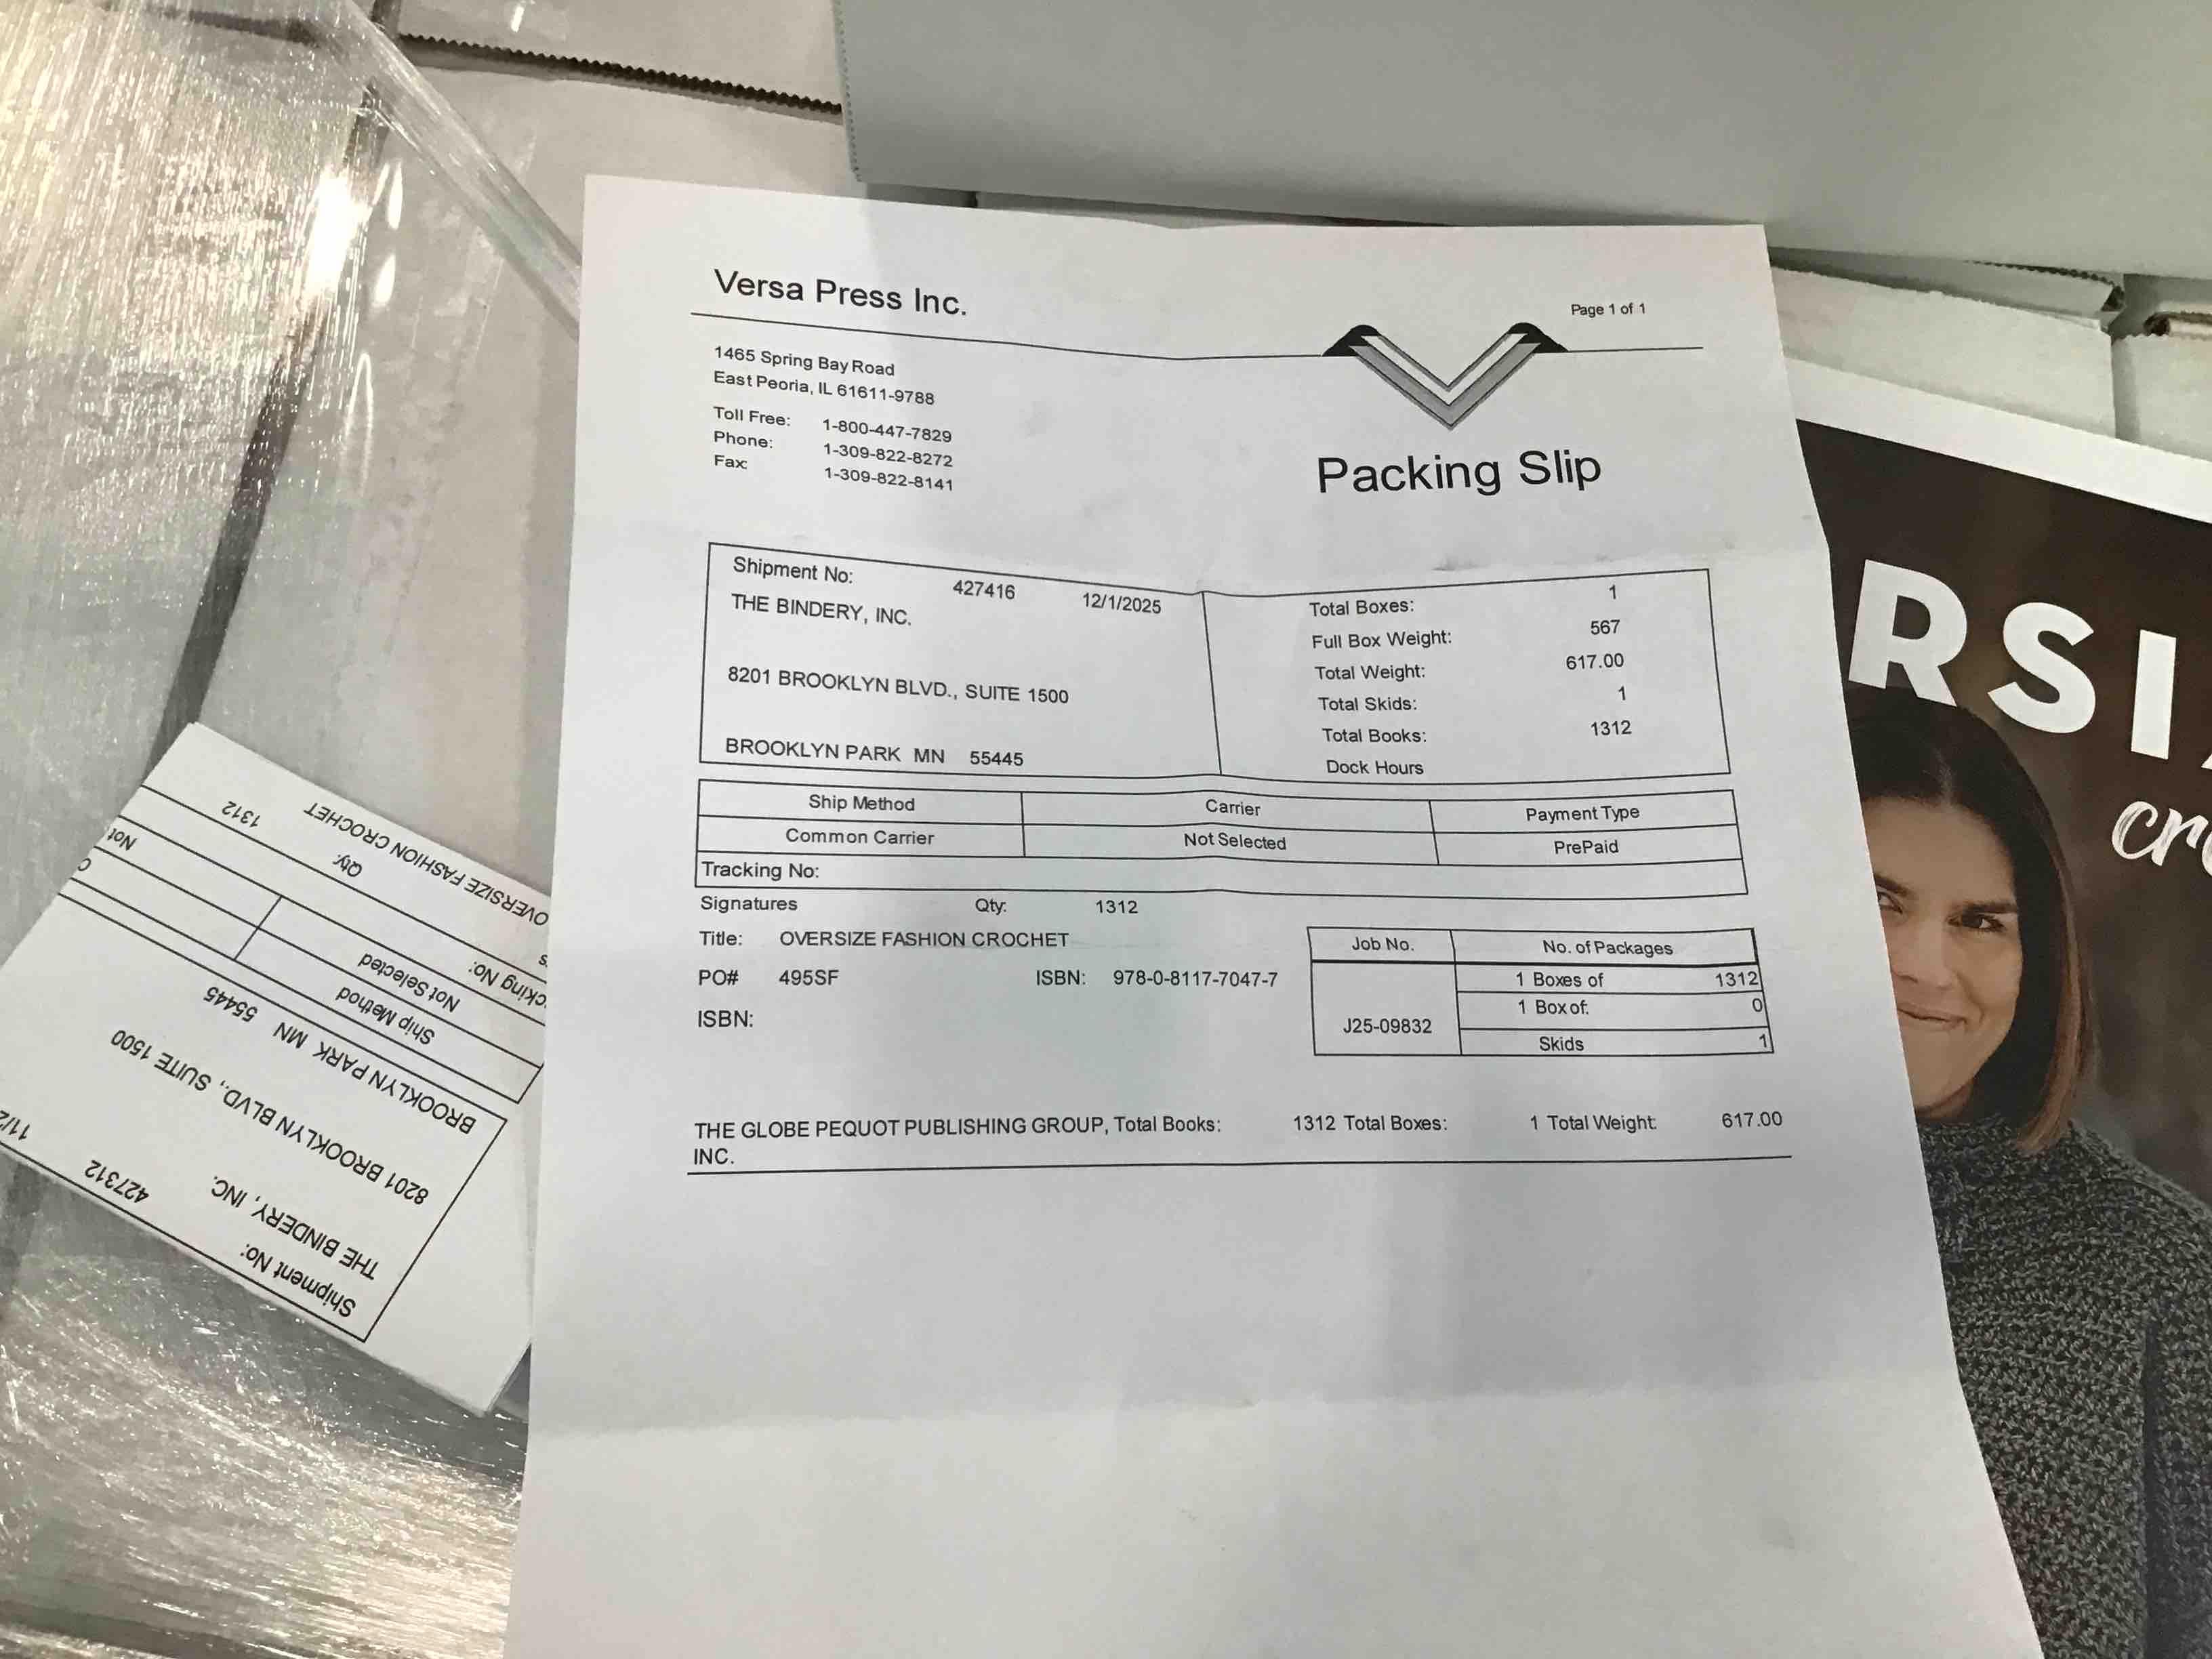 Versa Press Inc.
Page 1 of 1
1465 Spring Bay Road
East Peoria, IL 61611-9788
Toll Free: 1-800-447-7829
Phone: 1-309-822-8272
Fax: 1-309-822-8141
Packing Slip
Shipment No: 427416 12/1/2025
THE BINDERY, INC.
8201 BROOKLYN BLVD., SUITE 1500
BROOKLYN PARK MN 55445
Total Boxes: 1
Full Box Weight: 567
Total Weight: 617.00
Total Skids: 1
Total Books: 1312
Dock Hours
Ship Method Carrier Payment Type
Common Carrier Not Selected PrePaid
Tracking No:
Signatures Qty: 1312
Title: OVERSIZE FASHION CROCHET
PO# 495SF ISBN: 978-0-8117-7047-7
ISBN:
Job No. No. of Packages
J25-09832
1 Boxes of 1312
1 Box of: 0
Skids 1
THE GLOBE PEQUOT PUBLISHING GROUP, Total Books: 1312 Total Boxes: 1 Total Weight: 617.00
INC.
Shipment No: 427312
THE BINDERY, INC.
8201 BROOKLYN BLVD., SUITE 1500
BROOKLYN PARK MN 55445
Ship Method
Not Selected Not
cking No:
Qty: 1312
OVERSIZE FASHION CROCHET
RSI
cr